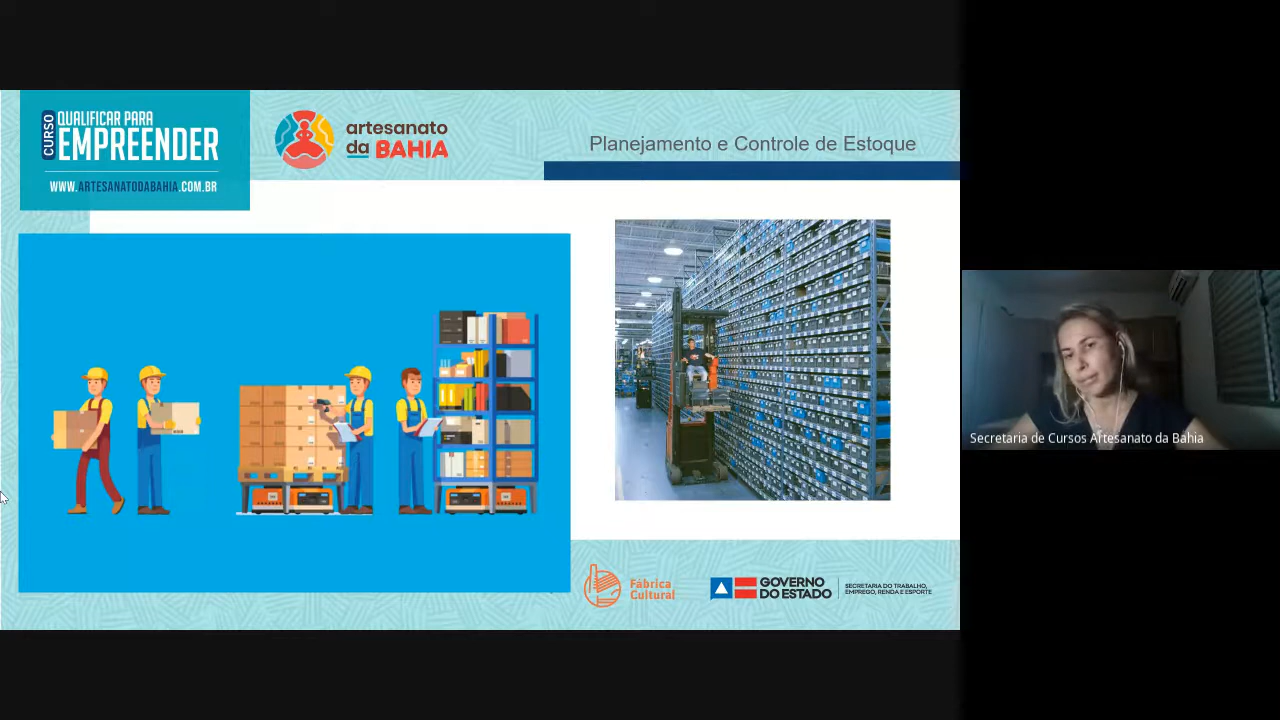 CURSO
QUALIFICAR PARA
EMPREENDER
WWW.ARTESANATODABAHIA.COM.BR
artesanato
da BAHIA
Planejamento e Controle de Estoque
Secretaria de Cursos Artesanato da Bahia
Fábrica
Cultural
GOVERNO
DO ESTADO
SECRETARIA DO TRABALHO,
EMPREGO, RENDA E ESPORTE